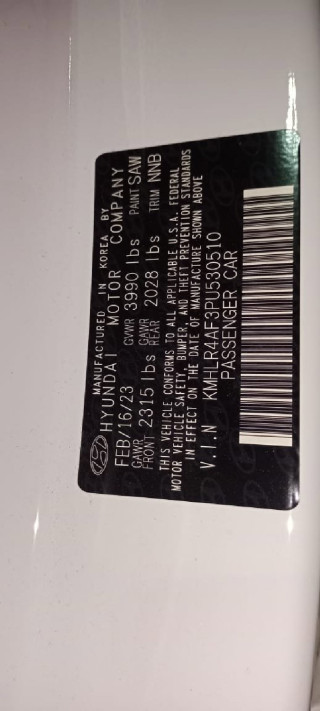 MANUFACTURED IN KOREA BY
HYUNDAI MOTOR COMPANY
FEB/16/23 GVWR 3990 lbs PAINT SAW
GAWR FRONT 2315 lbs GAWR REAR 2028 lbs TRIM NNB
THIS VEHICLE CONFORMS TO ALL APPLICABLE U.S.A. FEDERAL
MOTOR VEHICLE SAFETY, BUMPER, AND THEFT PREVENTION STANDARDS
IN EFFECT ON THE DATE OF MANUFACTURE SHOWN ABOVE
V.I.N KMHLR4AF3PU530510
PASSENGER CAR